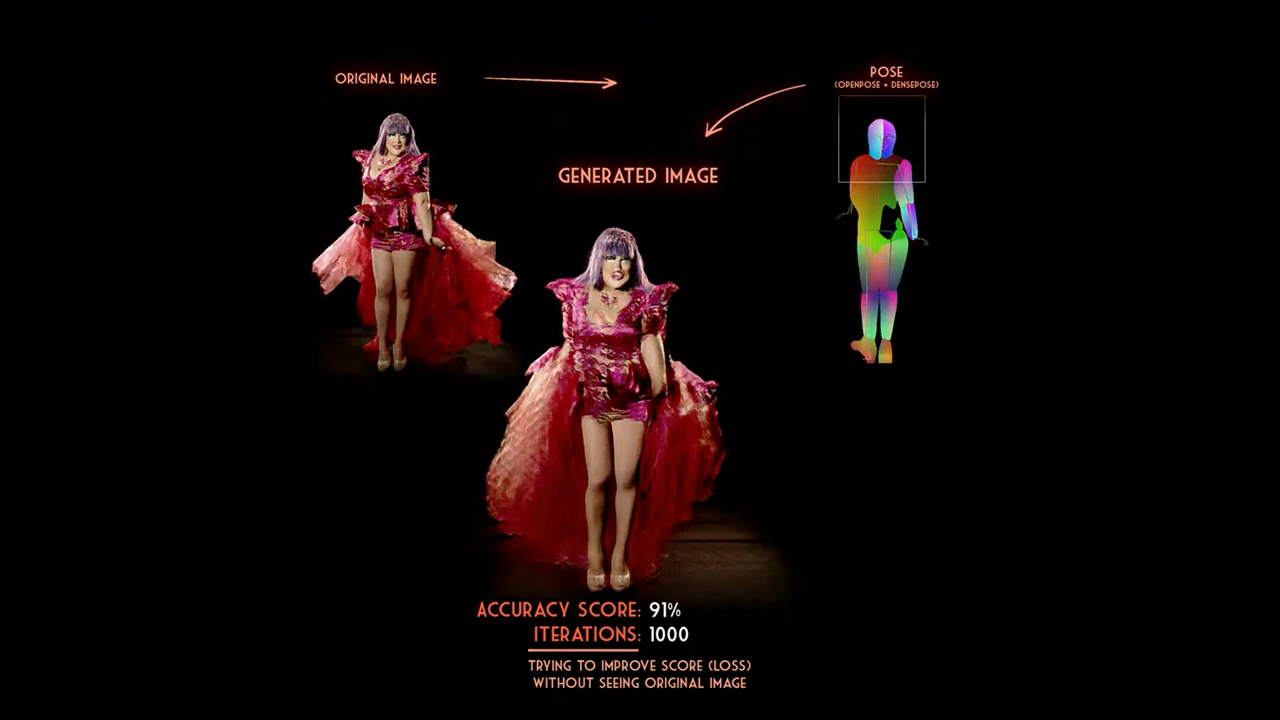 ORIGINAL IMAGE
POSE
(OPENPOSE + DENSEPOSE)
GENERATED IMAGE
ACCURACY SCORE: 91%
ITERATIONS: 1000
TRYING TO IMPROVE SCORE (LOSS)
WITHOUT SEEING ORIGINAL IMAGE